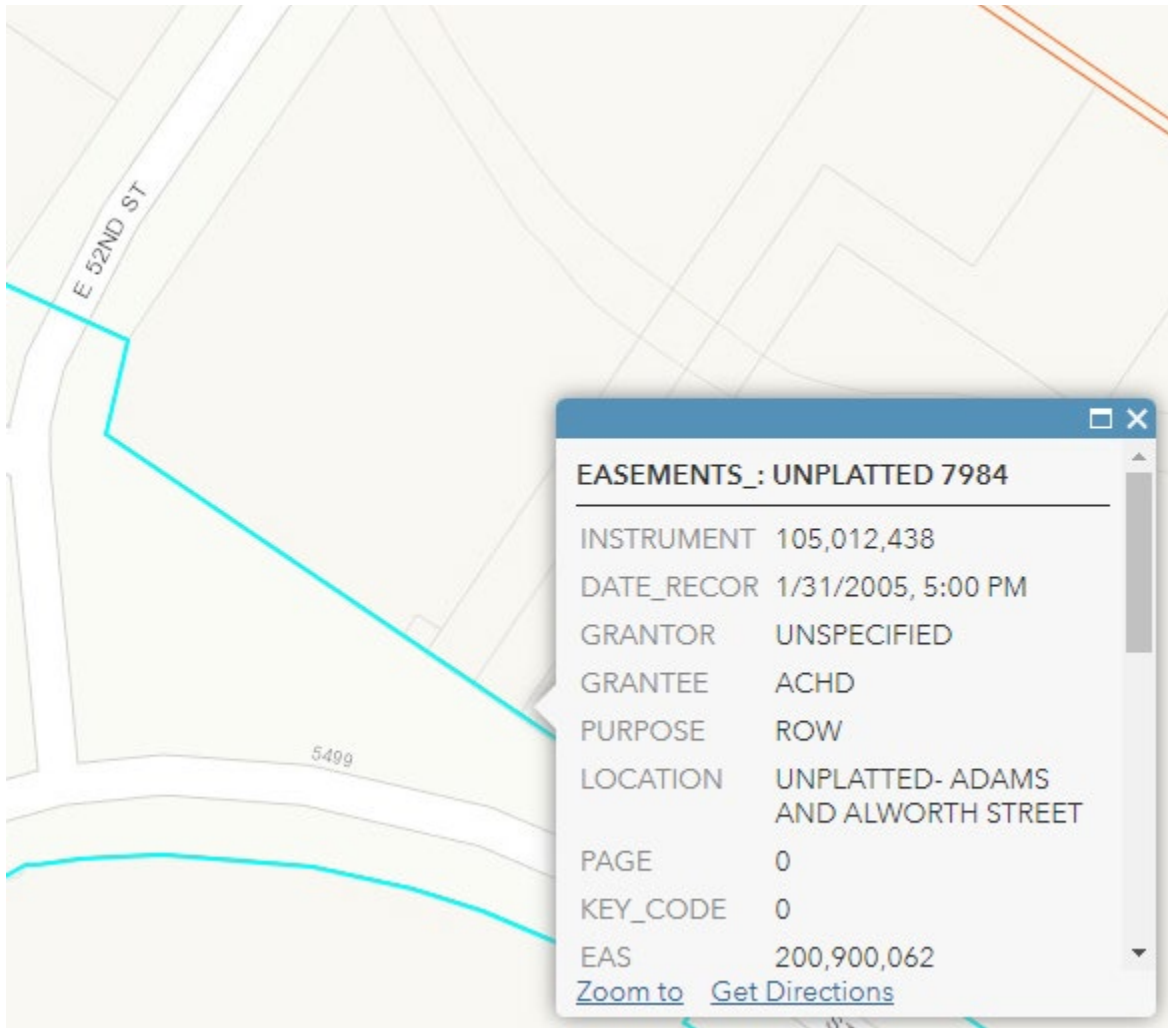 E 52ND ST
EASEMENTS_: UNPLATTED 7984
INSTRUMENT 105,012,438
DATE_RECOR 1/31/2005, 5:00 PM
GRANTOR UNSPECIFIED
GRANTEE ACHD
PURPOSE ROW
5499
LOCATION UNPLATTED- ADAMS
AND ALWORTH STREET
PAGE 0
KEY_CODE 0
EAS 200,900,062
Zoom to Get Directions